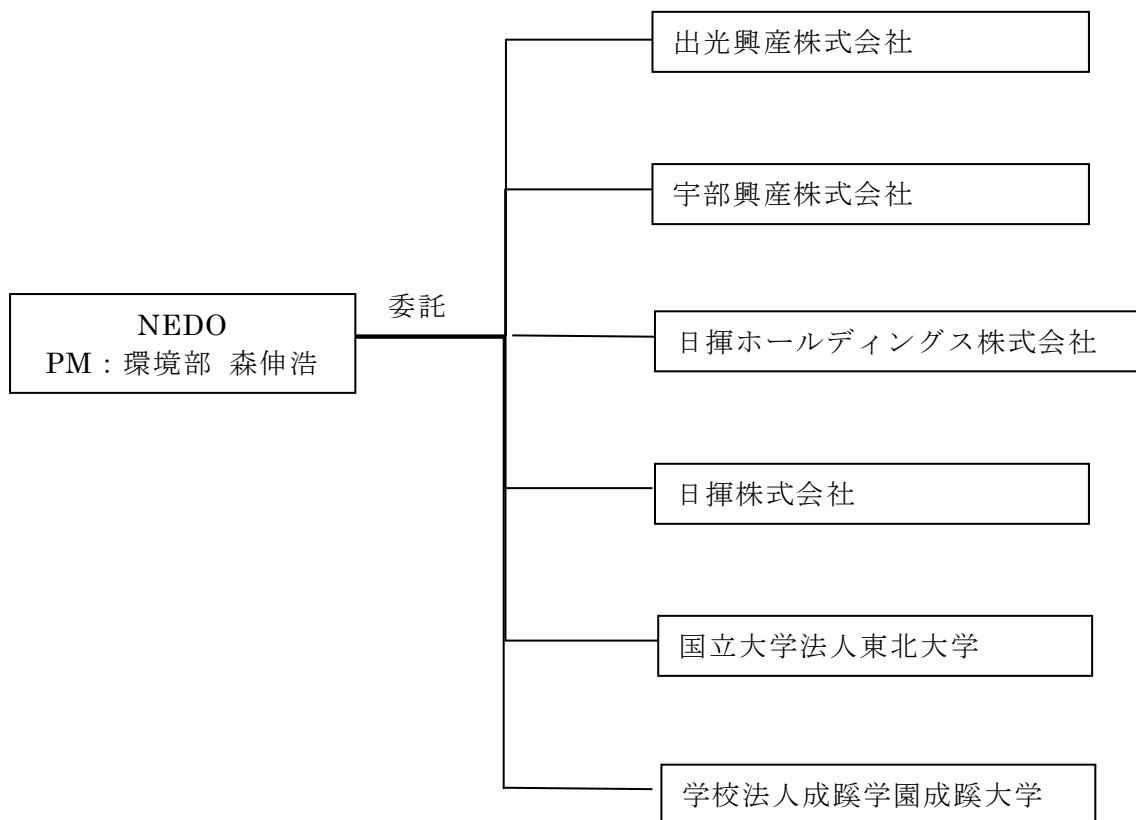 出光興産株式会社
宇部興産株式会社
委託
NEDO
PM：環境部 森伸浩
日揮ホールディングス株式会社
日揮株式会社
国立大学法人東北大学
学校法人成蹊学園成蹊大学